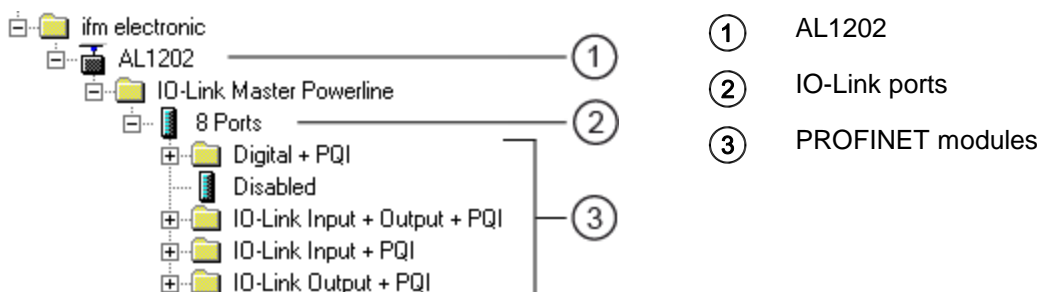 ifm electronic
AL1202
IO-Link Master Powerline
8 Ports
Digital + PQI
Disabled
IO-Link Input + Output + PQI
IO-Link Input + PQI
IO-Link Output + PQI
1
2
3
1 AL1202
2 IO-Link ports
3 PROFINET modules